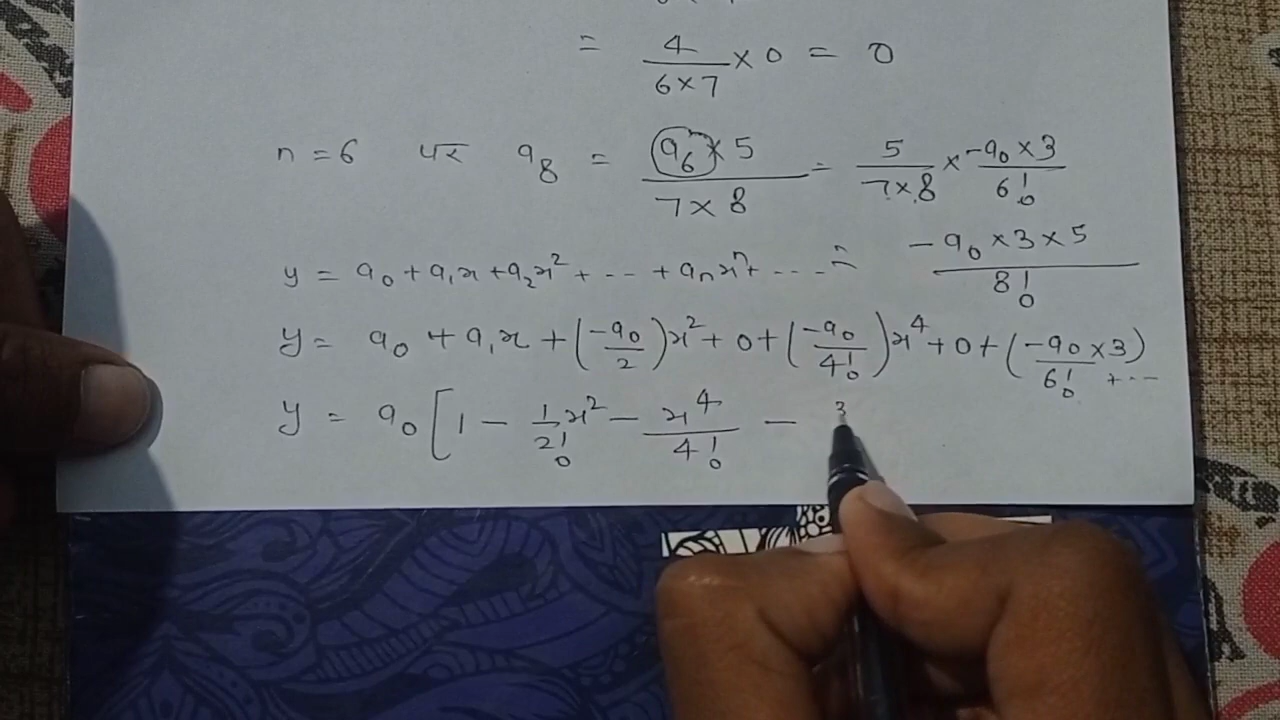 = 4/(6×7) × 0 = 0
n = 6 पर a₈ = (a₆ × 5)/(7 × 8) = 5/(7×8) × (-a₀ × 3)/6!
= (-a₀ × 3 × 5)/8!
y = a₀ + a₁x + a₂x² + --- + aₙxⁿ + ----
y = a₀ + a₁x + (-a₀/2)x² + 0 + (-a₀/4!)x⁴ + 0 + (-a₀ × 3/6!) + ---
y = a₀[1 - 1/2! x² - x⁴/4! - 3